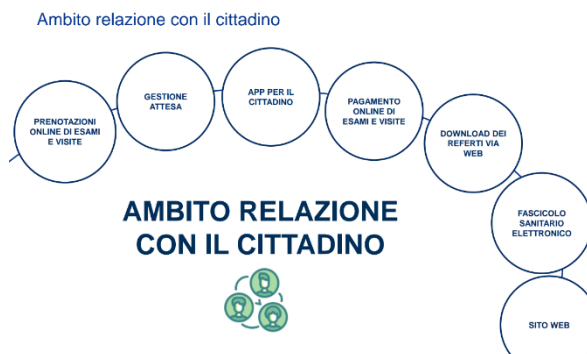 Ambito relazione con il cittadino
PRENOTAZIONI
ONLINE DI ESAMI
E VISITE
GESTIONE
ATTESA
APP PER IL
CITTADINO
PAGAMENTO
ONLINE DI
ESAMI E VISITE
DOWNLOAD DEI
REFERTI VIA
WEB
FASCICOLO
SANITARIO
ELETTRONICO
SITO WEB
AMBITO RELAZIONE
CON IL CITTADINO